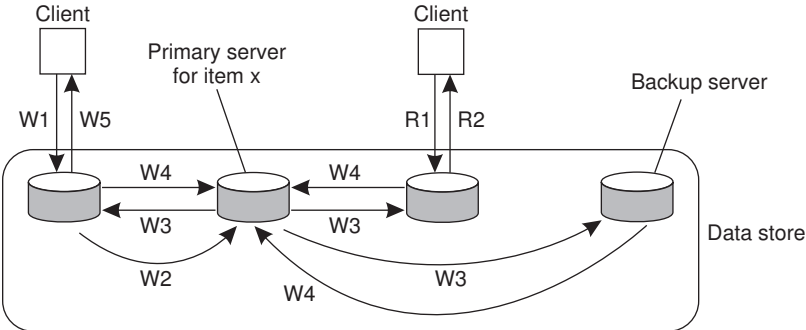 Client
Client
Primary server
for item x
Backup server
W1
W5
R1
R2
W4
W4
W3
W3
Data store
W2
W3
W4